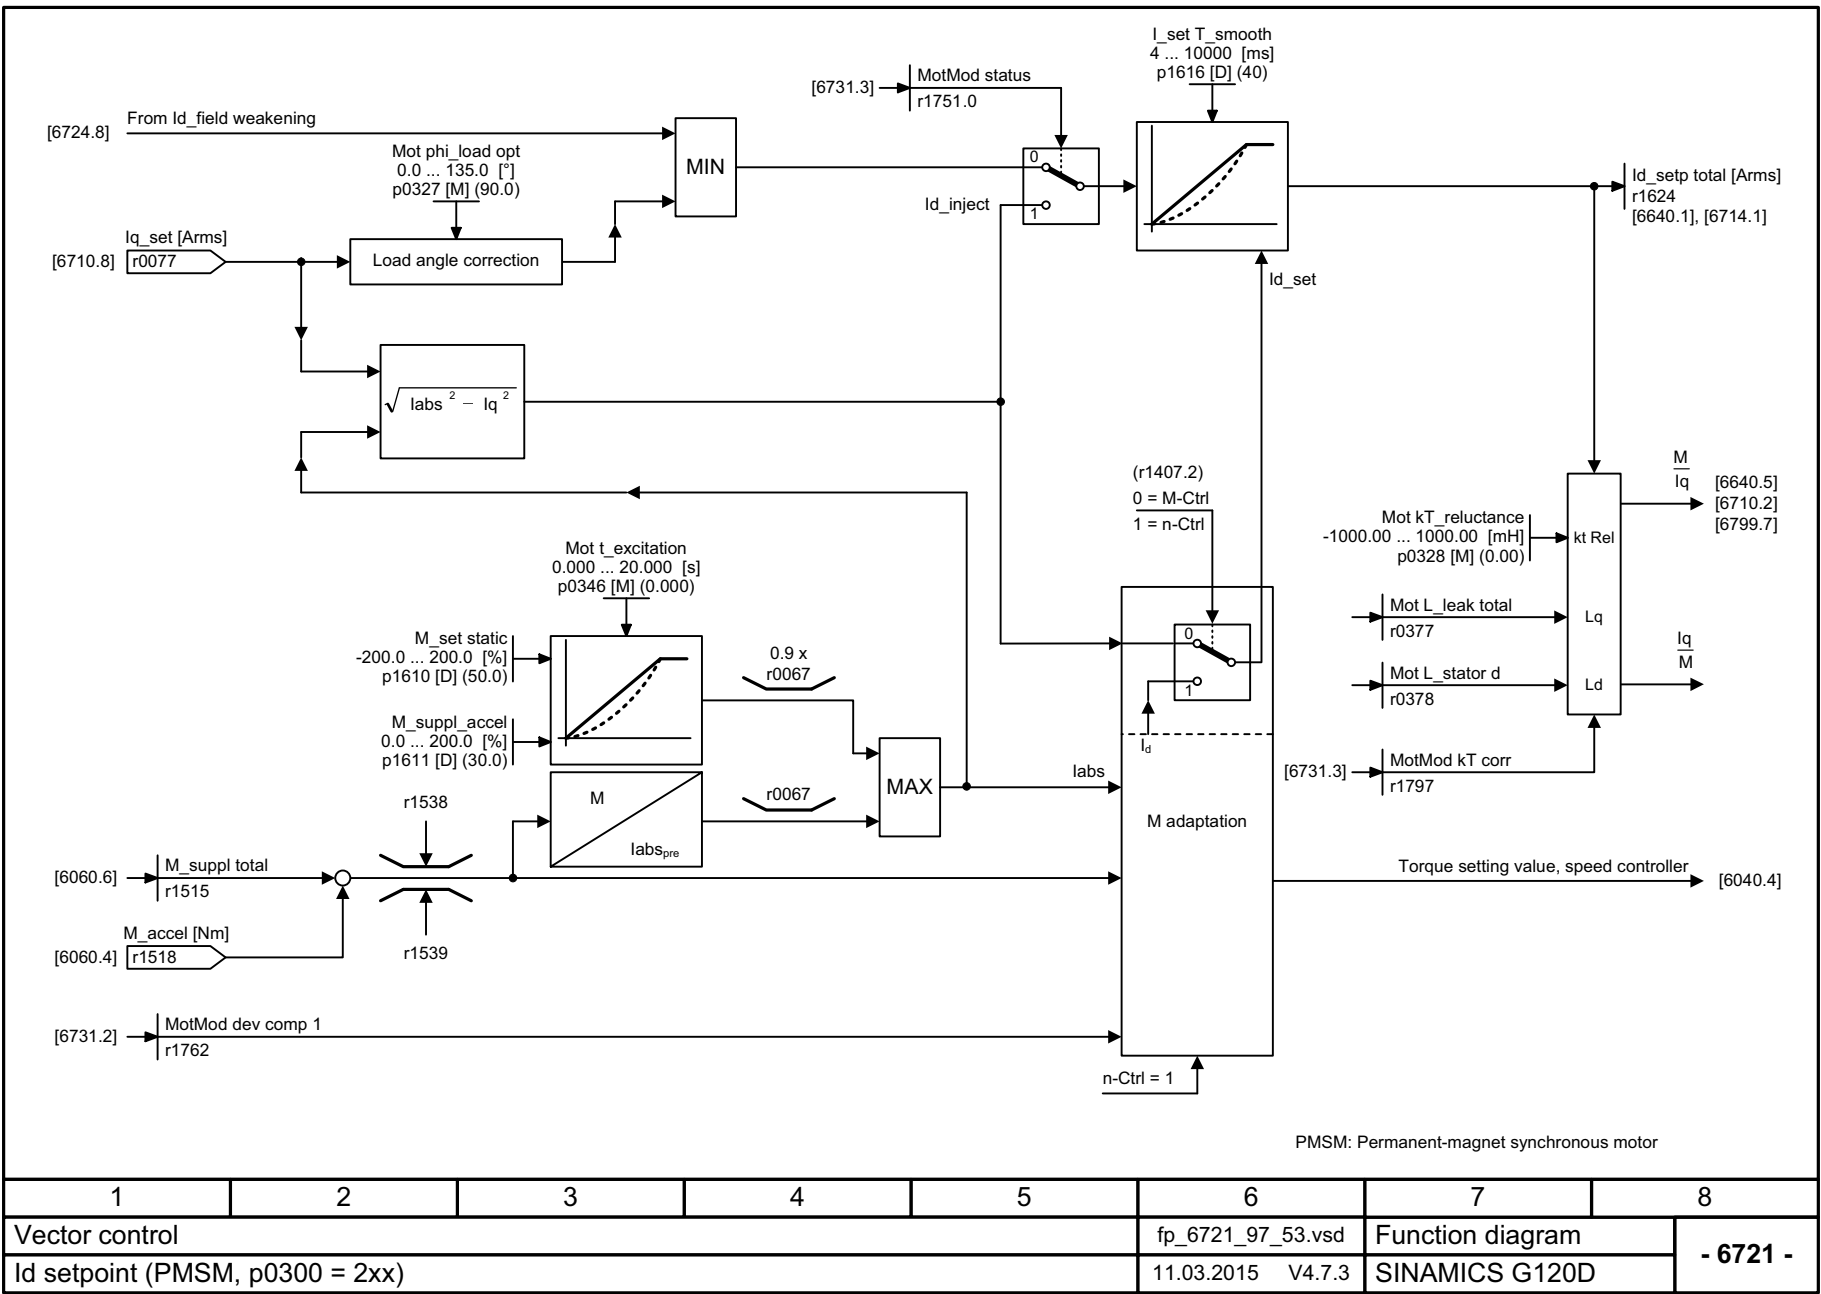 I_set T_smooth
4 ... 10000 [ms]
p1616 [D] (40)
[6731.3]
MotMod status
r1751.0
[6724.8]
From Id_field weakening
Mot phi_load opt
0.0 ... 135.0 [°]
p0327 [M] (90.0)
MIN
0
1
Id_inject
Id_setp total [Arms]
r1624
[6640.1], [6714.1]
Iq_set [Arms]
[6710.8]
r0077
Load angle correction
Id_set
√ Iabs ² – Iq ²
(r1407.2)
0 = M-Ctrl
1 = n-Ctrl
M
Iq
[6640.5]
[6710.2]
[6799.7]
Mot kT_reluctance
-1000.00 ... 1000.00 [mH]
p0328 [M] (0.00)
kt Rel
Mot t_excitation
0.000 ... 20.000 [s]
p0346 [M] (0.000)
Mot L_leak total
r0377
Lq
M_set static
-200.0 ... 200.0 [%]
p1610 [D] (50.0)
0.9 x
r0067
0
1
Id
Iq
M
Mot L_stator d
r0378
Ld
M_suppl_accel
0.0 ... 200.0 [%]
p1611 [D] (30.0)
[6731.3]
MotMod kT corr
r1797
r1538
M
Iabspre
r0067
MAX
Iabs
M adaptation
[6060.6]
M_suppl total
r1515
Torque setting value, speed controller
[6040.4]
M_accel [Nm]
[6060.4]
r1518
r1539
[6731.2]
MotMod dev comp 1
r1762
n-Ctrl = 1
PMSM: Permanent-magnet synchronous motor
1 2 3 4 5 6 7 8
Vector control
fp_6721_97_53.vsd
Function diagram
- 6721 -
Id setpoint (PMSM, p0300 = 2xx)
11.03.2015 V4.7.3
SINAMICS G120D